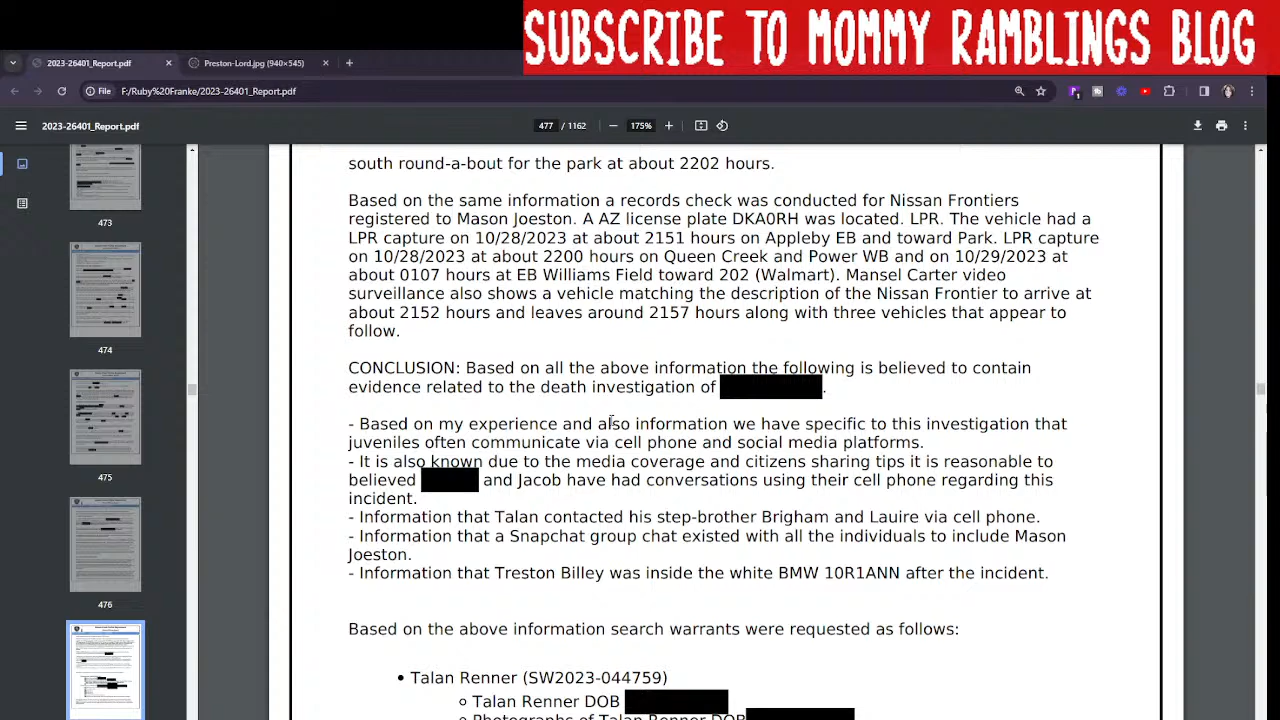 SUBSCRIBE TO MOMMY RAMBLINGS BLOG
2023-26401_Report.pdf
Preston-Lord.jpg (940×545)
File
F:/Ruby%20Franke/2023-26401_Report.pdf
2023-26401_Report.pdf
477 / 1162
175%
473
474
475
476
south round-a-bout for the park at about 2202 hours.
Based on the same information a records check was conducted for Nissan Frontiers
registered to Mason Joeston. A AZ license plate DKA0RH was located. LPR. The vehicle had a
LPR capture on 10/28/2023 at about 2151 hours on Appleby EB and toward Park. LPR capture
on 10/28/2023 at about 2200 hours on Queen Creek and Power WB and on 10/29/2023 at
about 0107 hours at EB Williams Field toward 202 (Walmart). Mansel Carter video
surveillance also shows a vehicle matching the description of the Nissan Frontier to arrive at
about 2152 hours and leaves around 2157 hours along with three vehicles that appear to
follow.
CONCLUSION: Based on all the above information the following is believed to contain
evidence related to the death investigation of .
- Based on my experience and also information we have specific to this investigation that
juveniles often communicate via cell phone and social media platforms.
- It is also known due to the media coverage and citizens sharing tips it is reasonable to
believed and Jacob have had conversations using their cell phone regarding this
incident.
- Information that Talan contacted his step-brother Brigham and Lauire via cell phone.
- Information that a Snapchat group chat existed with all the individuals to include Mason
Joeston.
- Information that Treston Billey was inside the white BMW 10R1ANN after the incident.
Based on the above information search warrants were requested as follows:
• Talan Renner (SW2023-044759)
○ Talan Renner DOB
○ Photographs of Talan Renner DOB